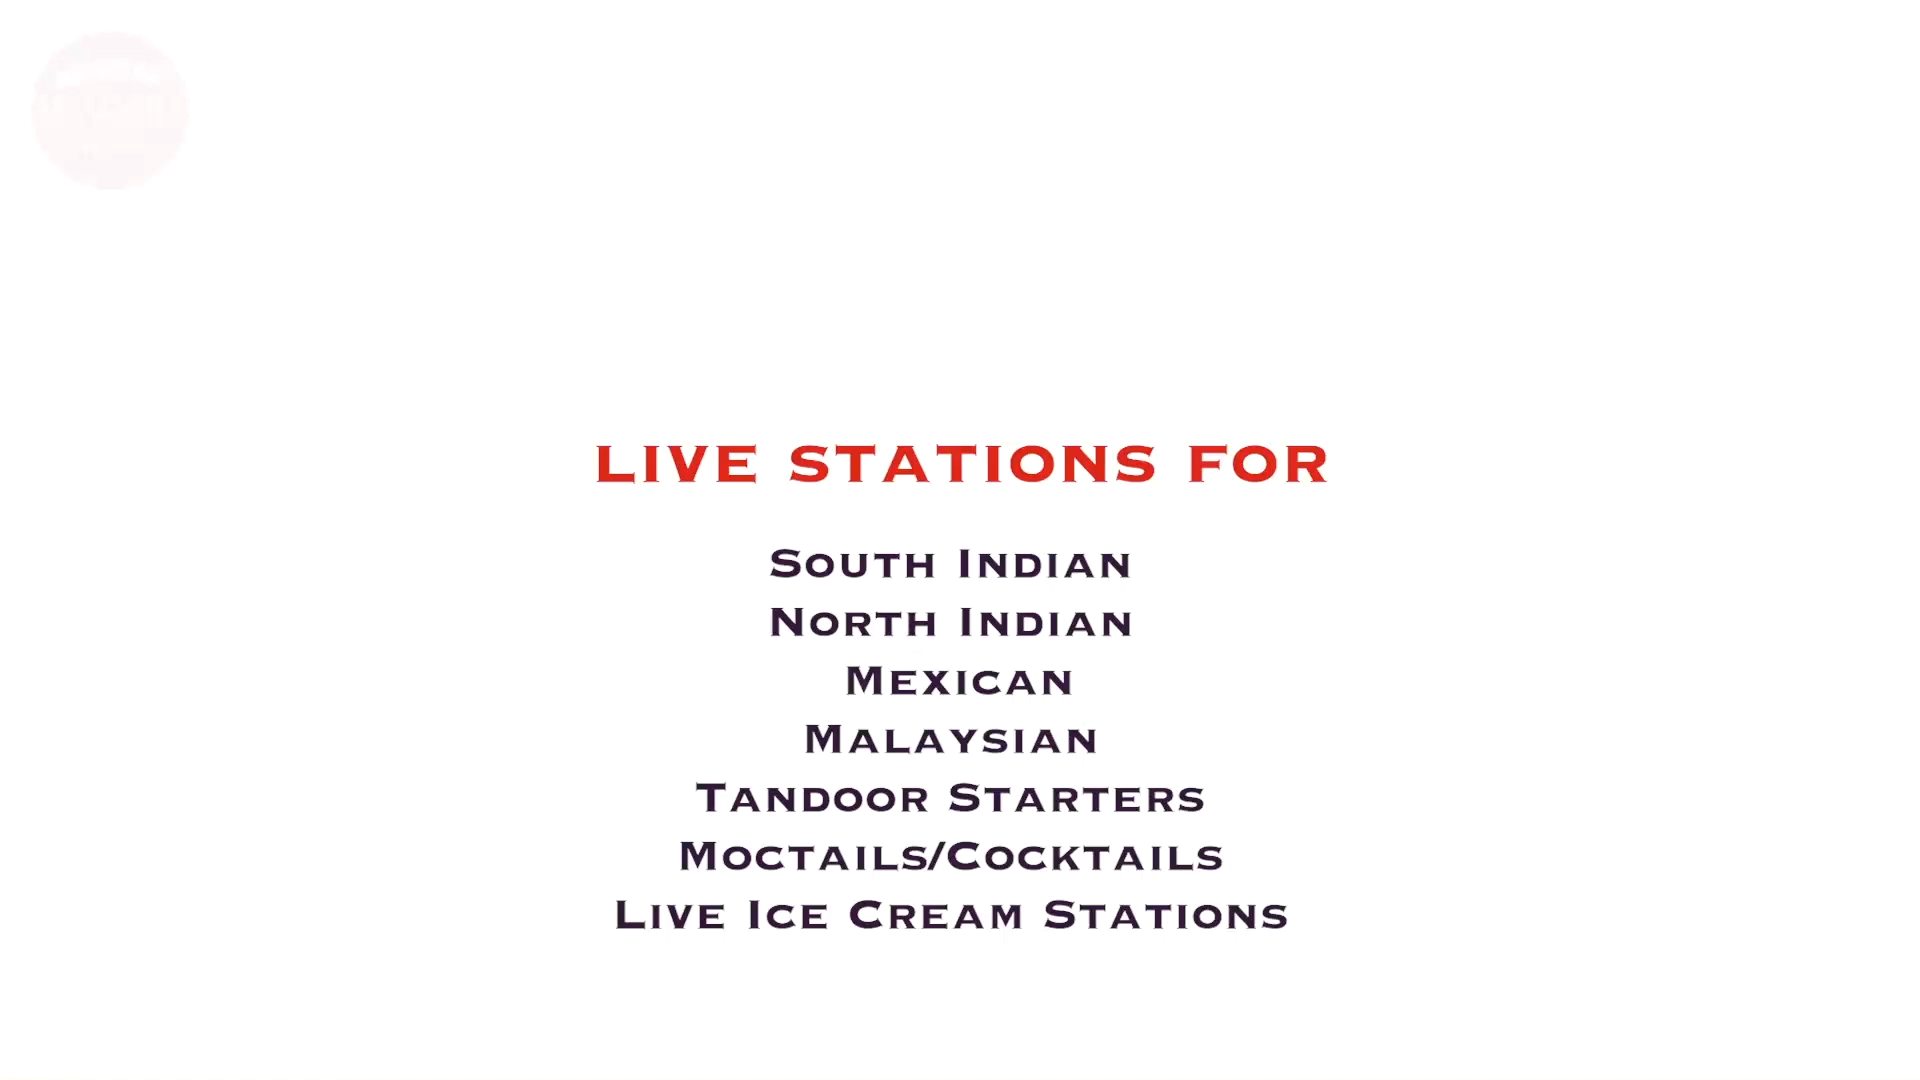 LIVE STATIONS FOR
South Indian
North Indian
Mexican
Malaysian
Tandoor Starters
Moctails/Cocktails
Live Ice Cream Stations